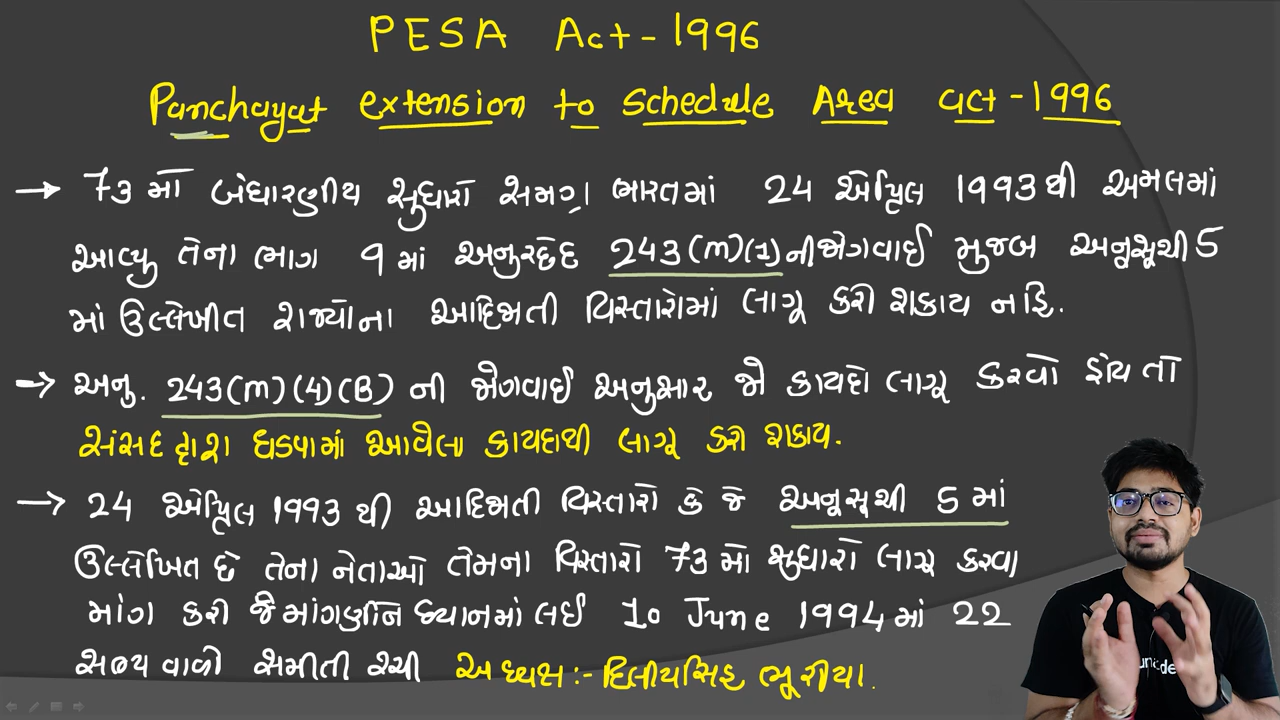 PESA Act - 1996
Panchayat extension to schedule Area act - 1996
→ 73 માં બંધારણીય સુધારો સમગ્ર ભારતમાં 24 એપ્રિલ 1993 થી અમલમાં
આવ્યુ તેના ભાગ 9 માં અનુચ્છેદ 243(M)(1) ની જોગવાઈ મુજબ અનૂસૂચી 5
માં ઉલ્લેખીત રાજ્યોના આદિજાતી વિસ્તારોમાં લાગૂ કરી શકાય નહિ.
→ અનુ. 243(M)(4)(B) ની જોગવાઈ અનુસાર જો કાયદો લાગૂ કરવો હોય તો
સંસદ દ્વારા ઘડવામાં આવેલા કાયદાથી લાગૂ કરી શકાય.
→ 24 એપ્રિલ 1993 થી આદિજાતી વિસ્તારો કે જે અનૂસૂચી 5 માં
ઉલ્લેખિત છે તેના નેતાઓ તેમના વિસ્તારો 73 મો સુધારો લાગૂ કરવા
માંગ કરી જે માંગણીને ધ્યાનમાં લઈ 10 June 1994 માં 22
સભ્ય વાળો સમીતી રચી અધ્યક્ષ :- દિલીપસિંહ ભૂરીયા.